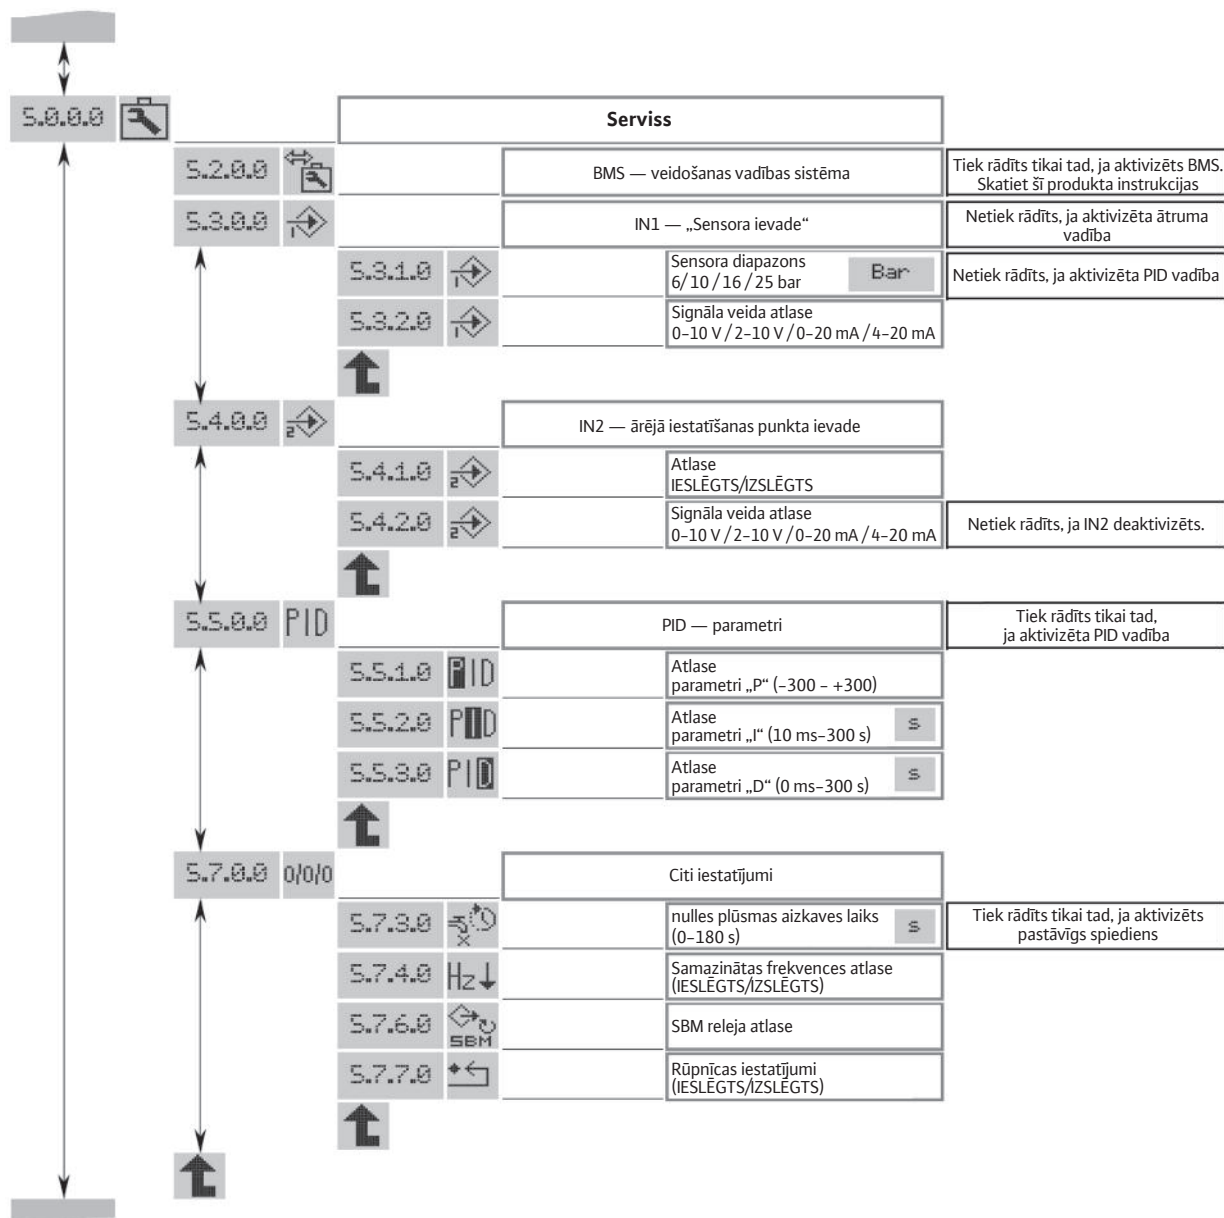 5.0.0.0
Serviss
5.2.0.0
BMS — veidošanas vadības sistēma
Tiek rādīts tikai tad, ja aktivizēts BMS.
Skatiet šī produkta instrukcijas
5.3.0.0
1
IN1 — „Sensora ievade“
Netiek rādīts, ja aktivizēta ātruma
vadība
5.3.1.0
1
Sensora diapazons
6/ 10 / 16 / 25 bar
Bar
Netiek rādīts, ja aktivizēta PID vadība
5.3.2.0
1
Signāla veida atlase
0–10 V / 2–10 V / 0–20 mA / 4–20 mA
5.4.0.0
2
IN2 — ārējā iestatīšanas punkta ievade
5.4.1.0
2
Atlase
IESLĒGTS/IZSLĒGTS
5.4.2.0
2
Signāla veida atlase
0–10 V / 2–10 V / 0–20 mA / 4–20 mA
Netiek rādīts, ja IN2 deaktivizēts.
5.5.0.0
PID
PID — parametri
Tiek rādīts tikai tad,
ja aktivizēta PID vadība
5.5.1.0
PID
Atlase
parametri „P“ (–300 – +300)
5.5.2.0
PID
Atlase
parametri „I“ (10 ms–300 s)
s
5.5.3.0
PID
Atlase
parametri „D“ (0 ms–300 s)
s
5.7.0.0
0/0/0
Citi iestatījumi
5.7.3.0
nulles plūsmas aizkaves laiks
(0–180 s)
s
Tiek rādīts tikai tad, ja aktivizēts
pastāvīgs spiediens
5.7.4.0
Hz
Samazinātas frekvences atlase
(IESLĒGTS/IZSLĒGTS)
5.7.6.0
SBM
SBM releja atlase
5.7.7.0
Rūpnīcas iestatījumi
(IESLĒGTS/IZSLĒGTS)